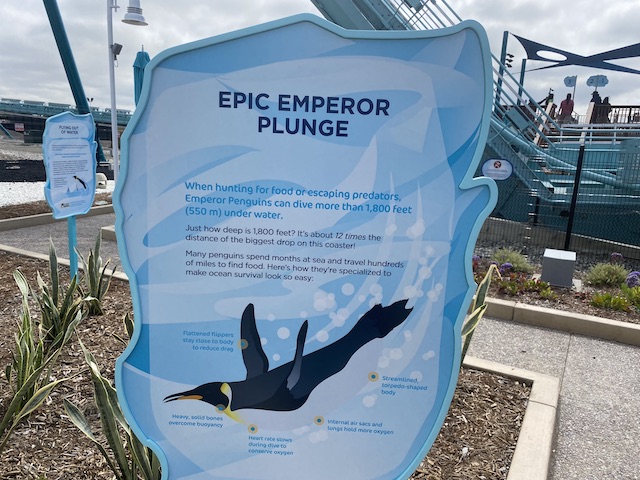 EPIC EMPEROR
PLUNGE
When hunting for food or escaping predators,
Emperor Penguins can dive more than 1,800 feet
(550 m) under water.
Just how deep is 1,800 feet? It's about 12 times the
distance of the biggest drop on this coaster!
Many penguins spend months at sea and travel hundreds
of miles to find food. Here's how they're specialized to
make ocean survival look so easy:
Flattened flippers
stay close to body
to reduce drag
Streamlined,
torpedo-shaped
body
Heavy, solid bones
overcome buoyancy
Internal air sacs and
lungs hold more oxygen
Heart rate slows
during dive to
conserve oxygen
FLYING OUT
OF WATER